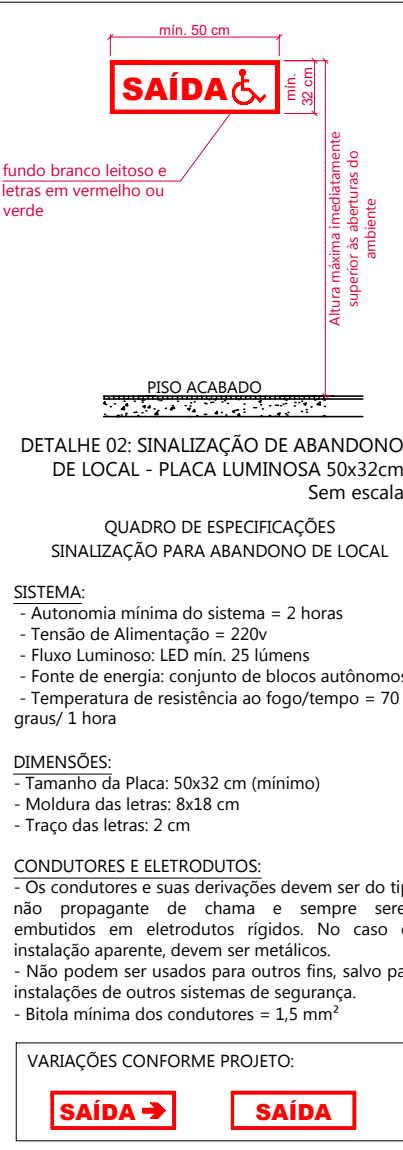 mín. 50 cm
SAÍDA
mín.
32 cm
fundo branco leitoso e
letras em vermelho ou
verde
Altura máxima imediatamente
superior às aberturas do
ambiente
PISO ACABADO
DETALHE 02: SINALIZAÇÃO DE ABANDONO
DE LOCAL - PLACA LUMINOSA 50x32cm
Sem escala
QUADRO DE ESPECIFICAÇÕES
SINALIZAÇÃO PARA ABANDONO DE LOCAL
SISTEMA:
- Autonomia mínima do sistema = 2 horas
- Tensão de Alimentação = 220v
- Fluxo Luminoso: LED mín. 25 lúmens
- Fonte de energia: conjunto de blocos autônomos
- Temperatura de resistência ao fogo/tempo = 70
graus/ 1 hora
DIMENSÕES:
- Tamanho da Placa: 50x32 cm (mínimo)
- Moldura das letras: 8x18 cm
- Traço das letras: 2 cm
CONDUTORES E ELETRODUTOS:
- Os condutores e suas derivações devem ser do
não propagante de chama e sempre
embutidos em eletrodutos rígidos. No caso
instalação aparente, devem ser metálicos.
- Não podem ser usados para outros fins, salvo
instalações de outros sistemas de segurança.
- Bitola mínima dos condutores = 1,5 mm²
VARIAÇÕES CONFORME PROJETO:
SAÍDA
SAÍDA